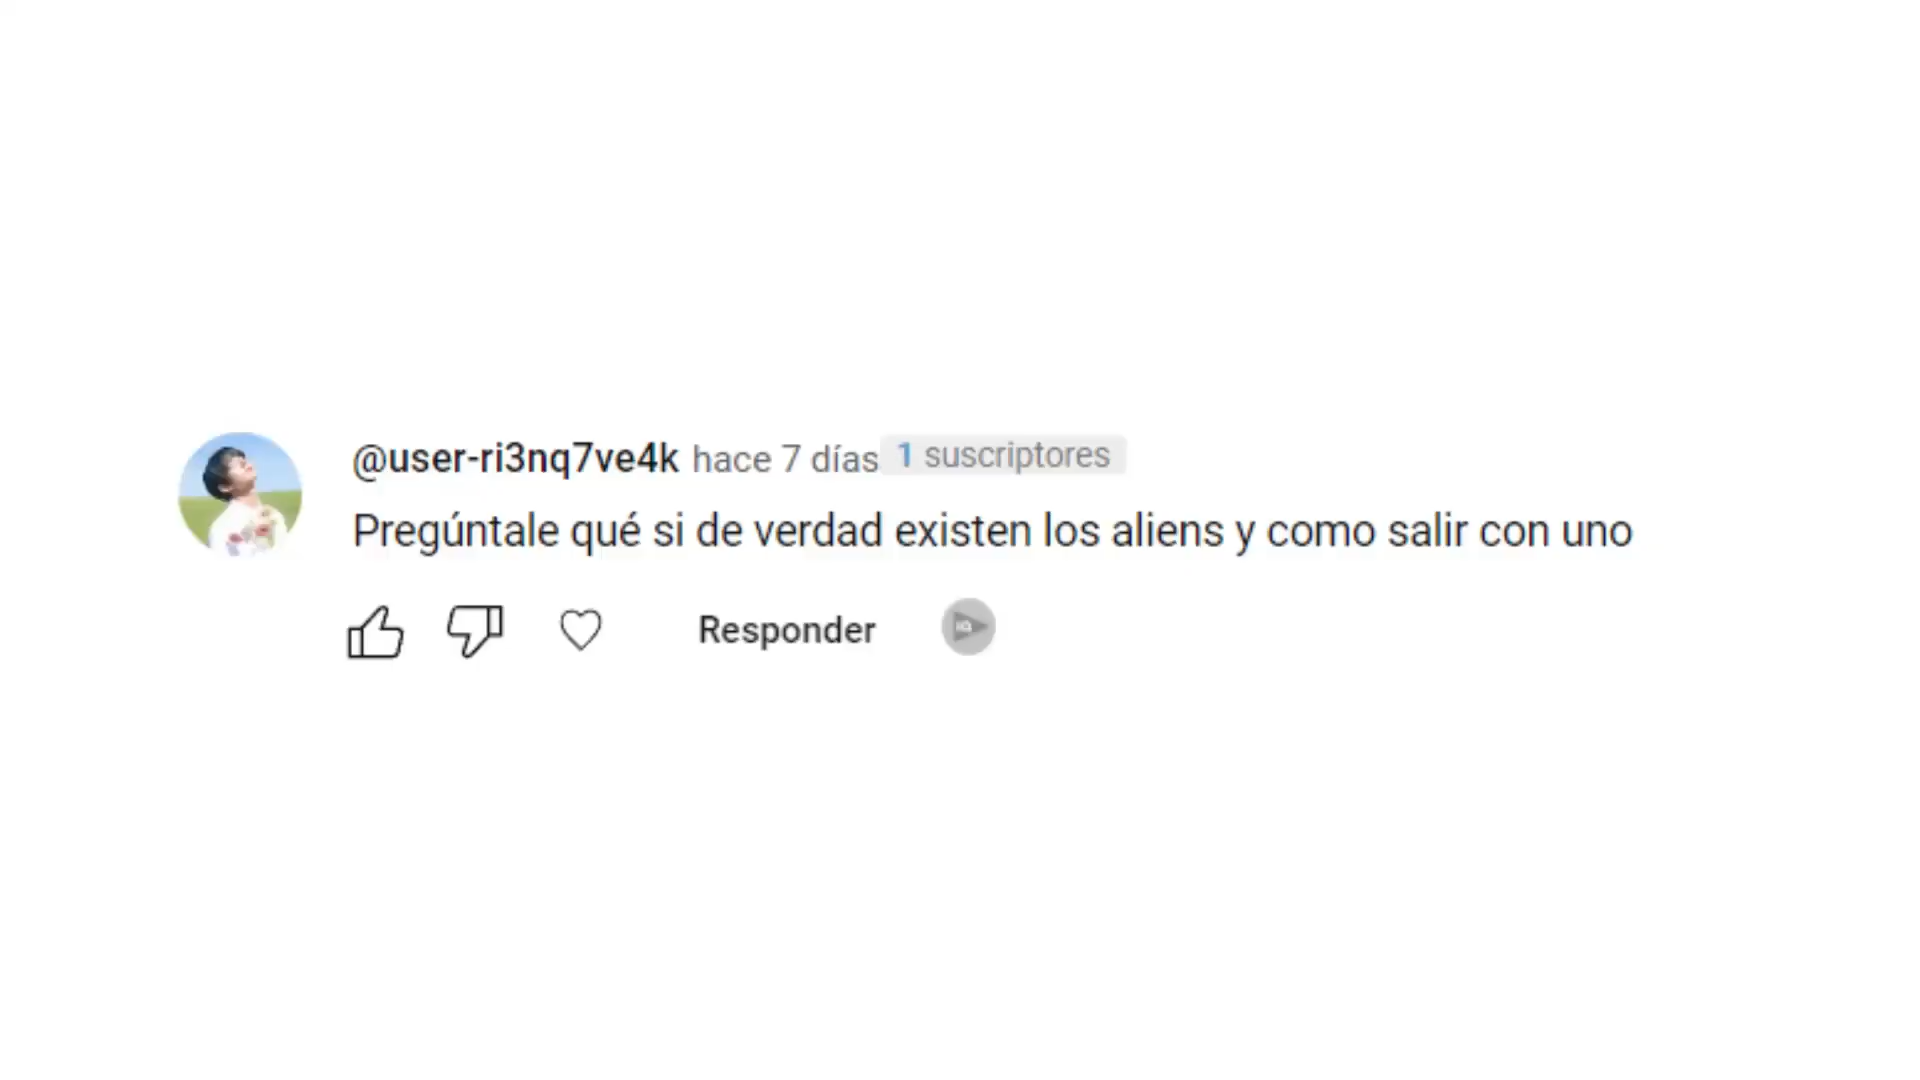 @user-ri3nq7ve4k hace 7 días 1 suscriptores
Pregúntale qué si de verdad existen los aliens y como salir con uno
Responder